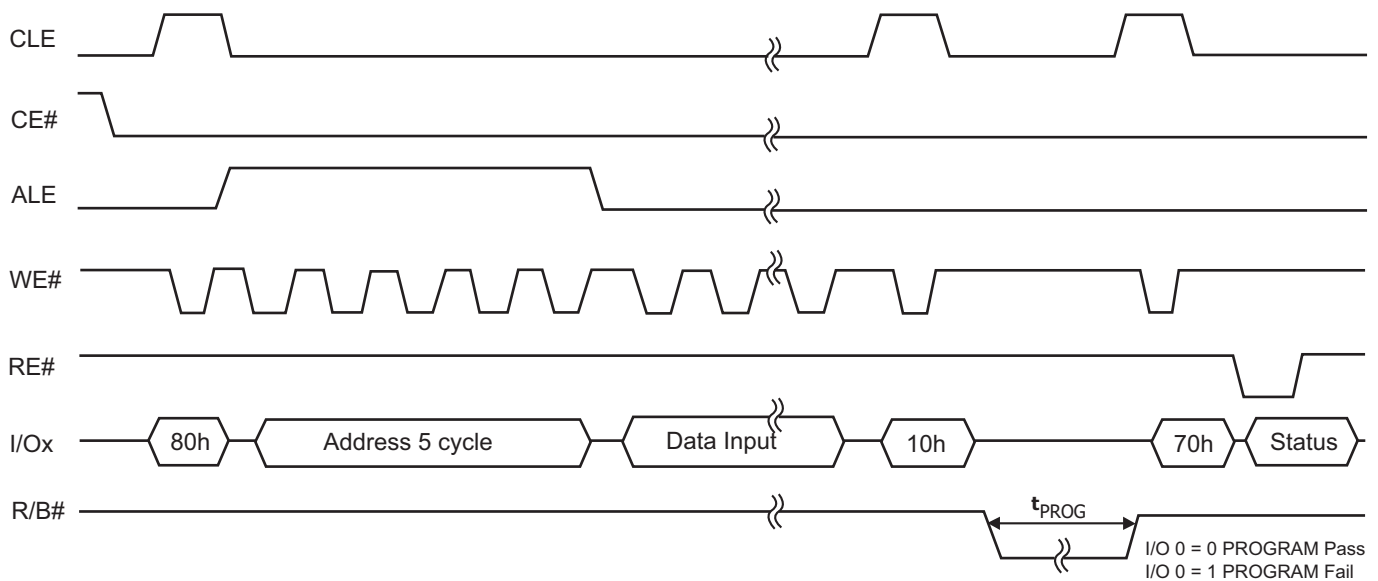 CLE
CE#
ALE
WE#
RE#
I/Ox 80h Address 5 cycle Data Input 10h 70h Status
R/B# tPROG
I/O 0 = 0 PROGRAM Pass
I/O 0 = 1 PROGRAM Fail